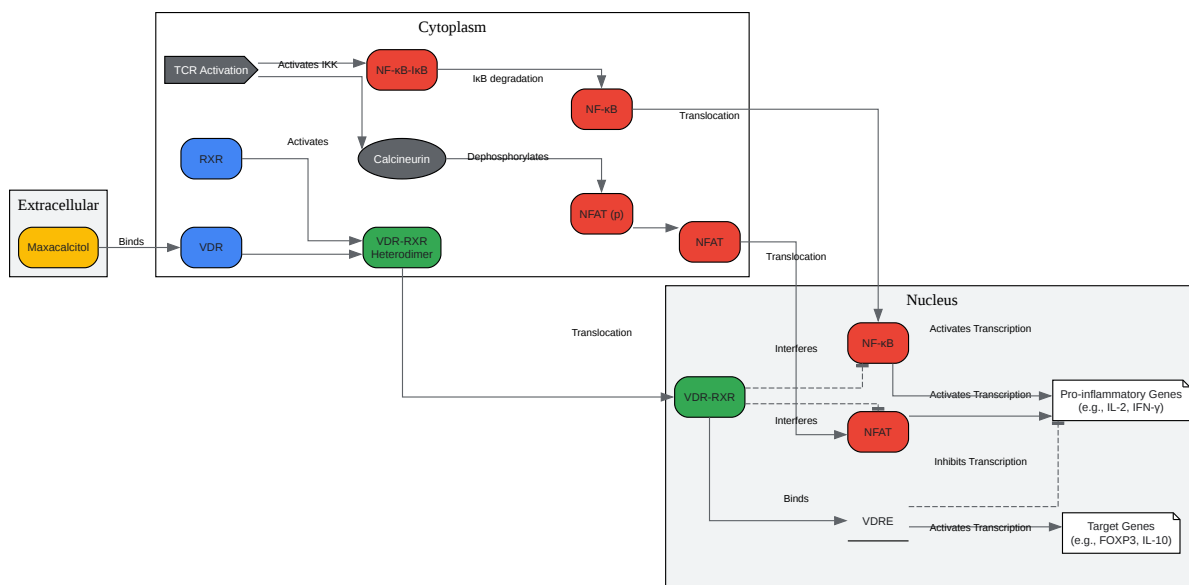 Cytoplasm
TCR Activation
Activates IKK
NF-κB-IκB
IκB degradation
NF-κB
Translocation
Activates
RXR
Calcineurin
Dephosphorylates
NFAT (p)
NFAT
Translocation
Extracellular
Maxacalcitol
Binds
VDR
VDR-RXR
Heterodimer
Translocation
Nucleus
NF-κB
Activates Transcription
Interferes
VDR-RXR
Activates Transcription
Pro-inflammatory Genes
(e.g., IL-2, IFN-γ)
Interferes
NFAT
Inhibits Transcription
Binds
VDRE
Activates Transcription
Target Genes
(e.g., FOXP3, IL-10)